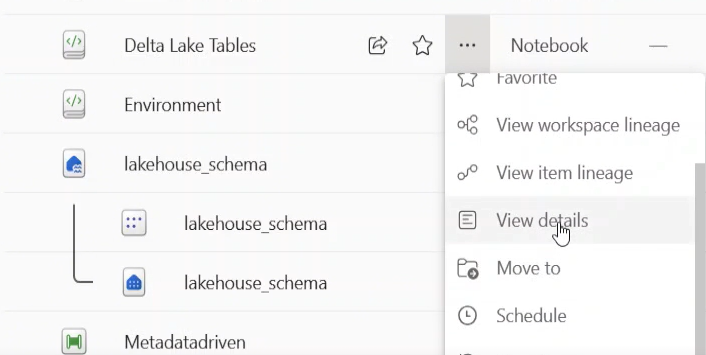 Delta Lake Tables ... Notebook —
Favorite
Environment
View workspace lineage
lakehouse_schema
View item lineage
lakehouse_schema
View details
lakehouse_schema
Move to
Schedule
Metadatadriven